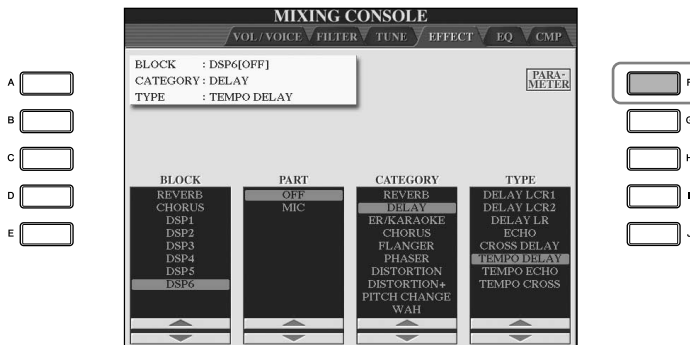 MIXING CONSOLE
VOL / VOICE FILTER TUNE EFFECT EQ CMP
BLOCK : DSP6[OFF]
CATEGORY : DELAY
TYPE : TEMPO DELAY
PARA-
METER
A
B
C
D
E
F
G
H
BLOCK
REVERB
CHORUS
DSP1
DSP2
DSP3
DSP4
DSP5
DSP6
PART
OFF
MIC
CATEGORY
REVERB
DELAY
ER/KARAOKE
CHORUS
FLANGER
PHASER
DISTORTION
DISTORTION+
PITCH CHANGE
WAH
TYPE
DELAY LCR1
DELAY LCR2
DELAY LR
ECHO
CROSS DELAY
TEMPO DELAY
TEMPO ECHO
TEMPO CROSS